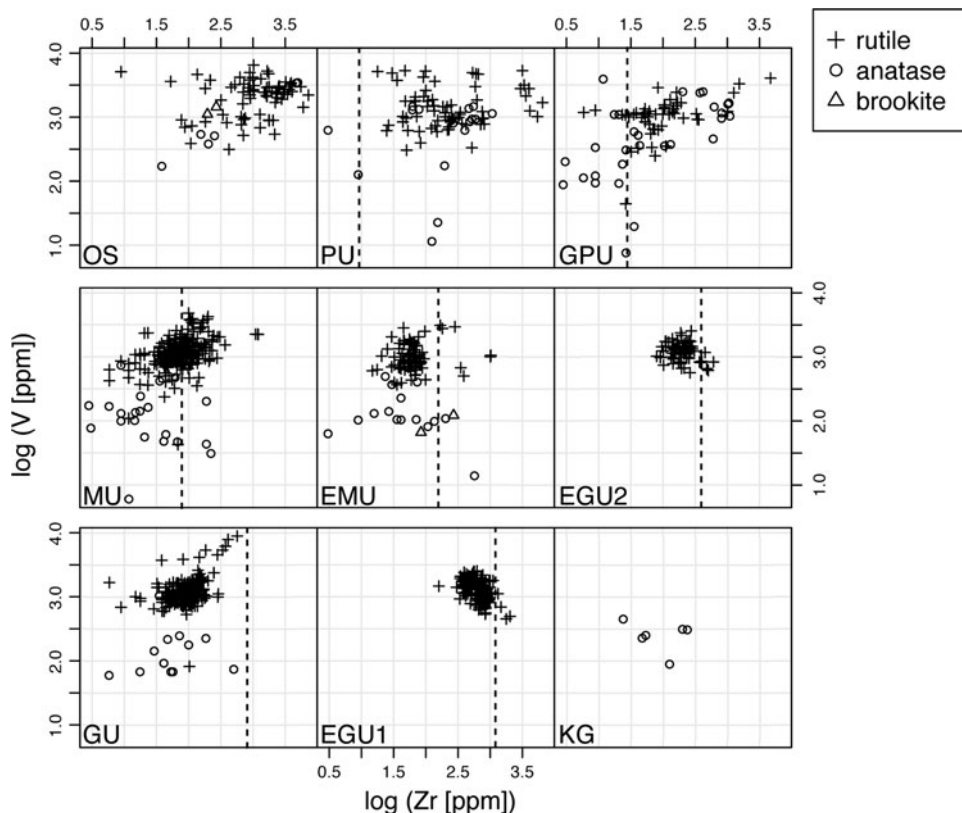 0.5 1.5 2.5 3.5 0.5 1.5 2.5 3.5
+ rutile
○ anatase
△ brookite
4.0
3.0
2.0
1.0
OS PU GPU
4.0
3.0
2.0
1.0
log (V [ppm])
MU EMU EGU2
4.0
3.0
2.0
1.0
GU EGU1 KG
0.5 1.5 2.5 3.5
log (Zr [ppm])